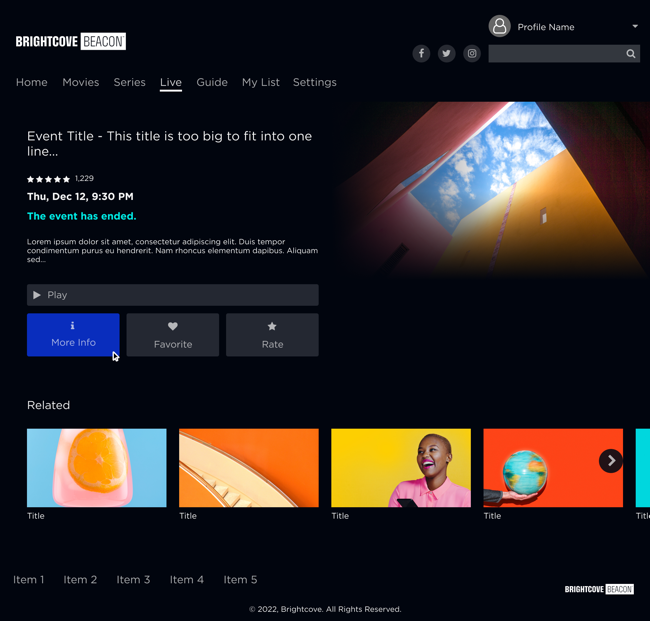 Profile Name
BRIGHTCOVE BEACON
Home Movies Series Live Guide My List Settings
Event Title - This title is too big to fit into one
line...
1,229
Thu, Dec 12, 9:30 PM
The event has ended.
Lorem ipsum dolor sit amet, consectetur adipiscing elit. Duis tempor
condimentum purus eu hendrerit. Nam rhoncus elementum dapibus. Aliquam
sed...
Play
More Info Favorite Rate
Related
Title Title Title Title Titl
Item 1 Item 2 Item 3 Item 4 Item 5
BRIGHTCOVE BEACON
© 2022, Brightcove. All Rights Reserved.